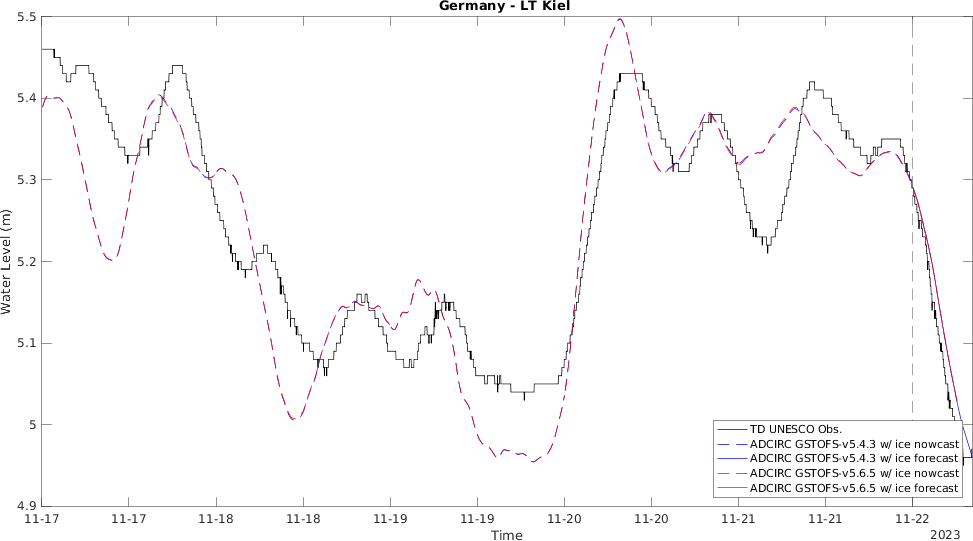 Germany - LT Kiel
5.5
5.4
5.3
5.2
5.1
5
4.9
Water Level (m)
TD UNESCO Obs.
ADCIRC GSTOFS-v5.4.3 w/ ice nowcast
ADCIRC GSTOFS-v5.4.3 w/ ice forecast
ADCIRC GSTOFS-v5.6.5 w/ ice nowcast
ADCIRC GSTOFS-v5.6.5 w/ ice forecast
11-17 11-17 11-18 11-18 11-19 11-19 11-20 11-20 11-21 11-21 11-22
Time
2023